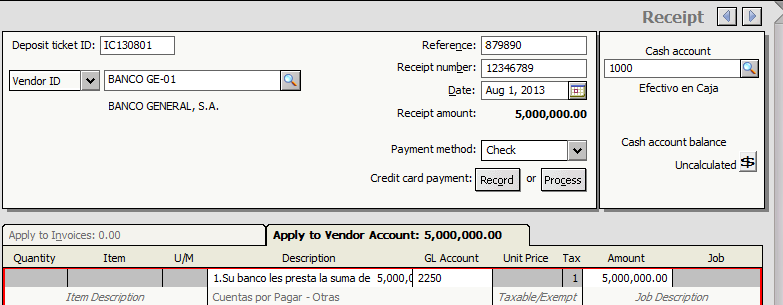 Receipt
Deposit ticket ID: IC130801
Reference: 879890
Cash account
Receipt number: 12346789
1000
Vendor ID BANCO GE-01
Date: Aug 1, 2013
Efectivo en Caja
BANCO GENERAL, S.A.
Receipt amount: 5,000,000.00
Cash account balance
Payment method: Check
Uncalculated
Credit card payment: Record or Process
Apply to Invoices: 0.00 Apply to Vendor Account: 5,000,000.00
Quantity Item U/M Description GL Account Unit Price Tax Amount Job
1.Su banco les presta la suma de 5,000,0 2250 1 5,000,000.00
Item Description Cuentas por Pagar - Otras Taxable/Exempt Job Description